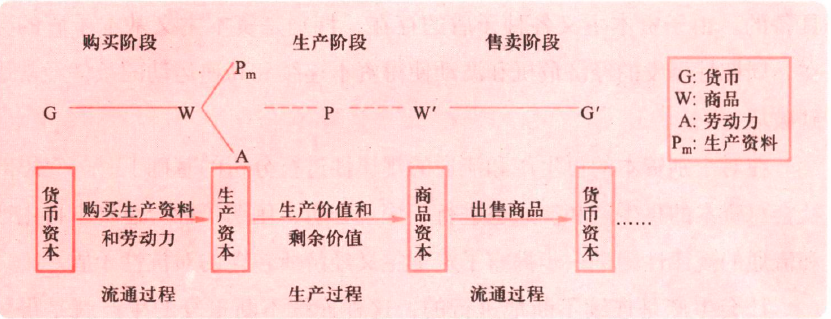 购买阶段 生产阶段 售卖阶段
Pm
G — W - - - - P - - - - W′ — G′
A
G: 货币
W: 商品
A: 劳动力
Pm: 生产资料
货币资本
购买生产资料
和劳动力
生产资本
生产价值和
剩余价值
商品资本
出售商品
货币资本
……
流通过程 生产过程 流通过程